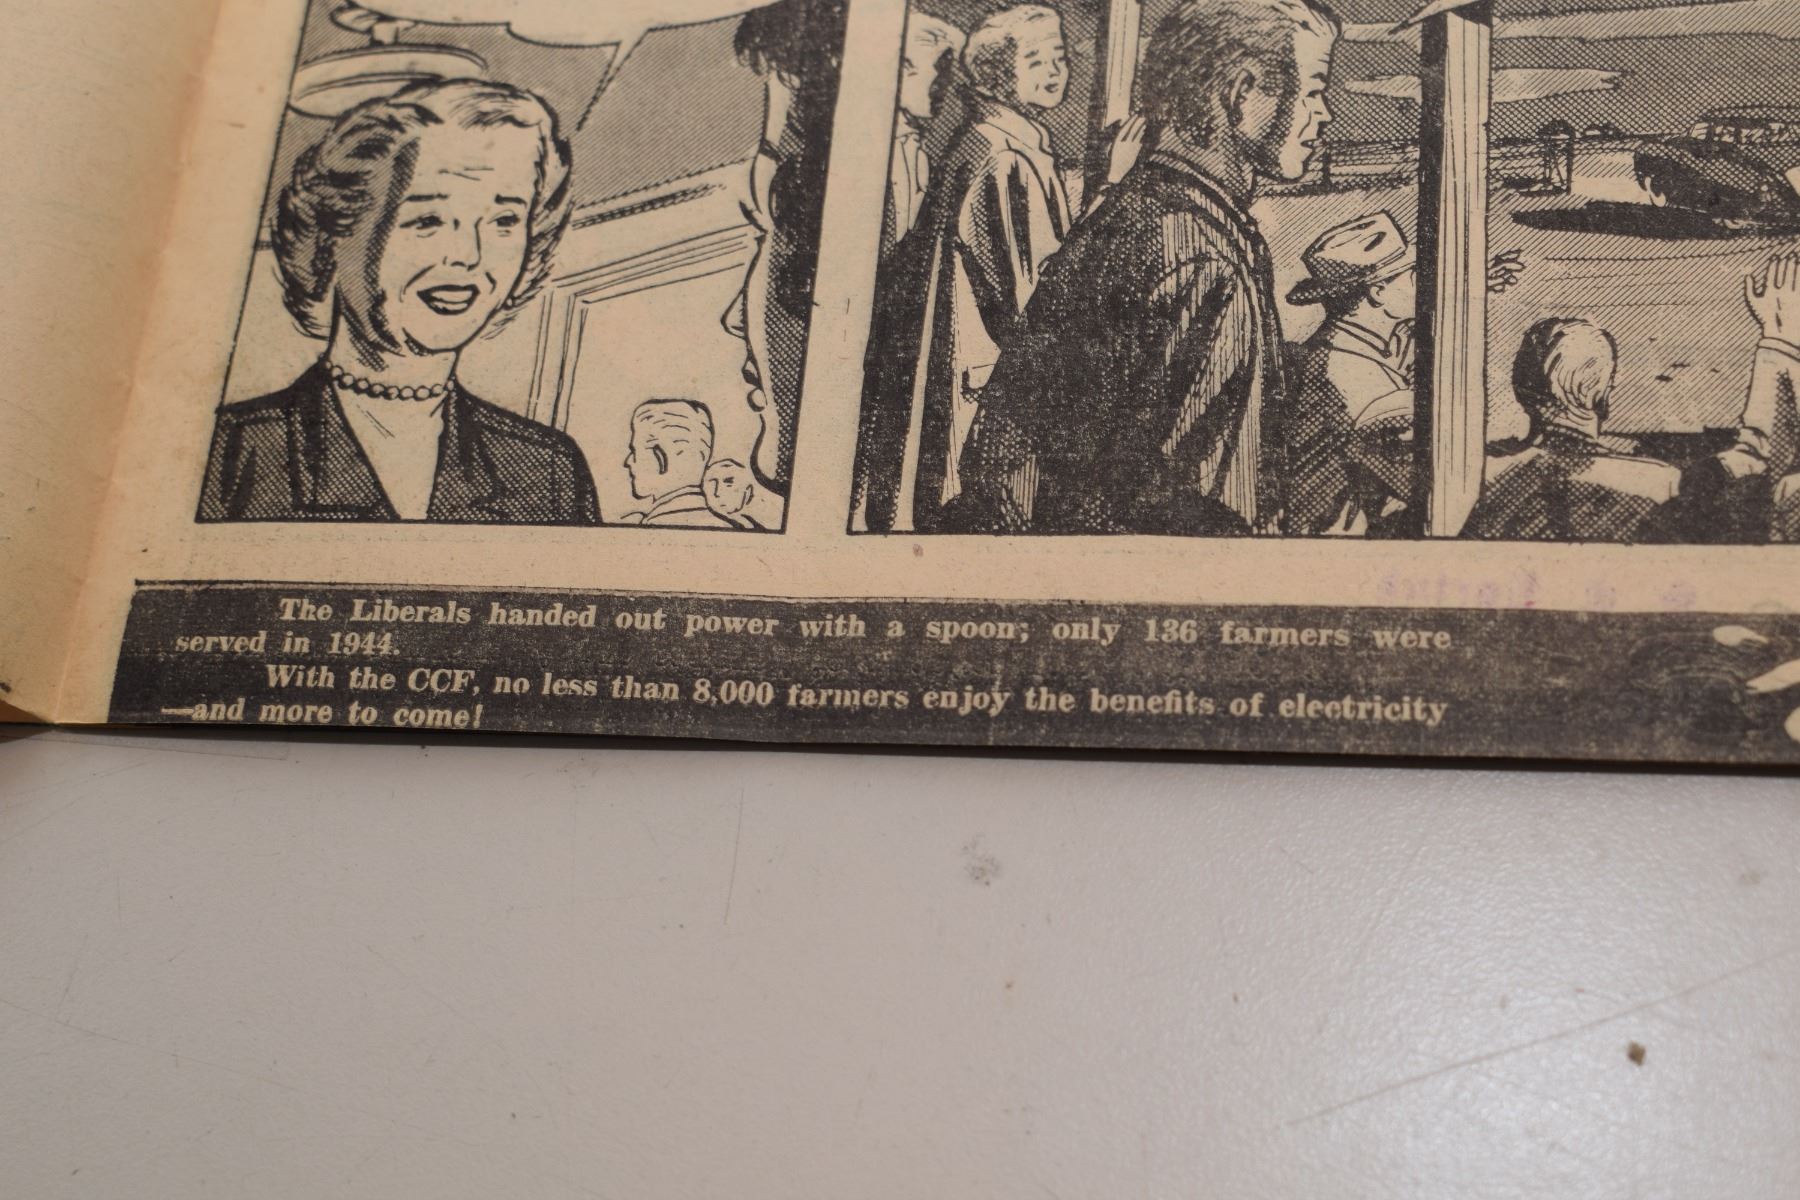 The Liberals handed out power with a spoon; only 136 farmers were
served in 1944.
With the CCF, no less than 8,000 farmers enjoy the benefits of electricity
—and more to come!